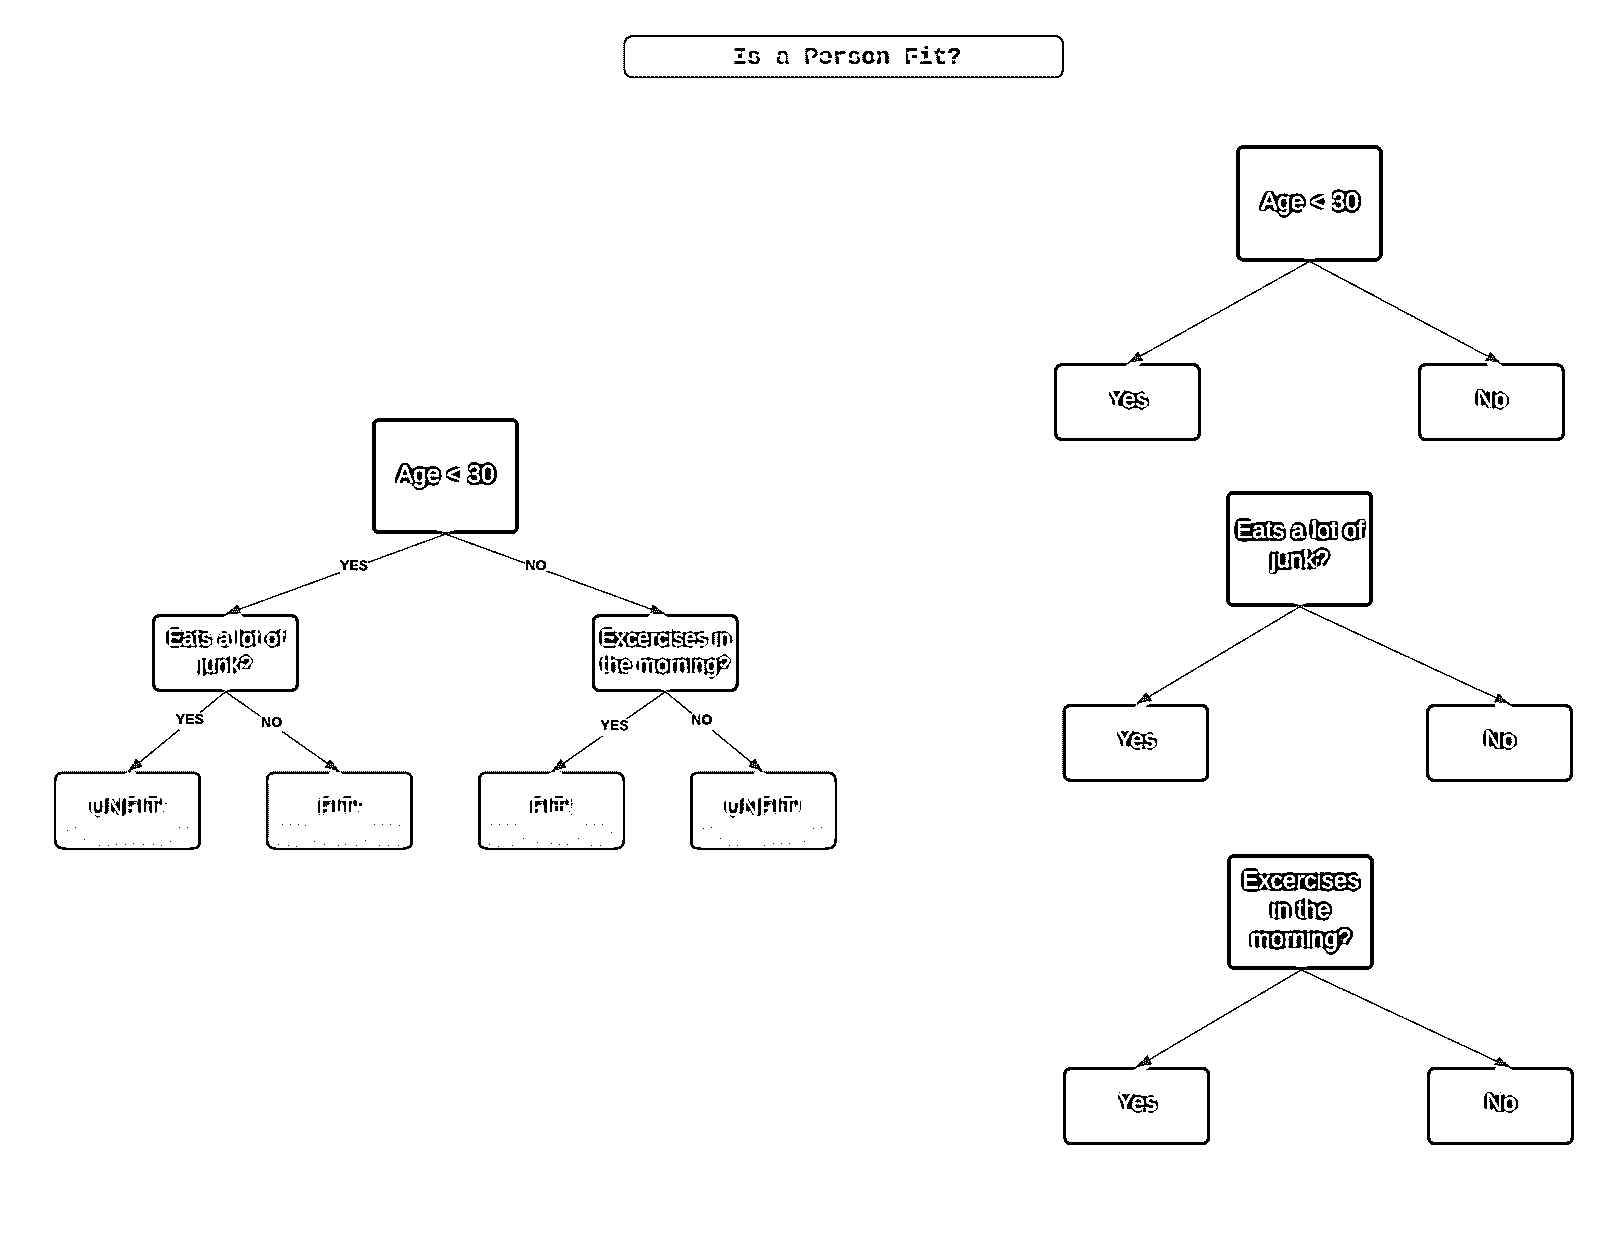 Is a Person Fit?
Age < 30
Yes
No
Age < 30
YES
NO
Eats a lot of
junk?
Eats a lot of
junk?
Excercises in
the morning?
YES
NO
YES
NO
Yes
No
UNFIT
FIT
FIT
UNFIT
Excercises
in the
morning?
Yes
No